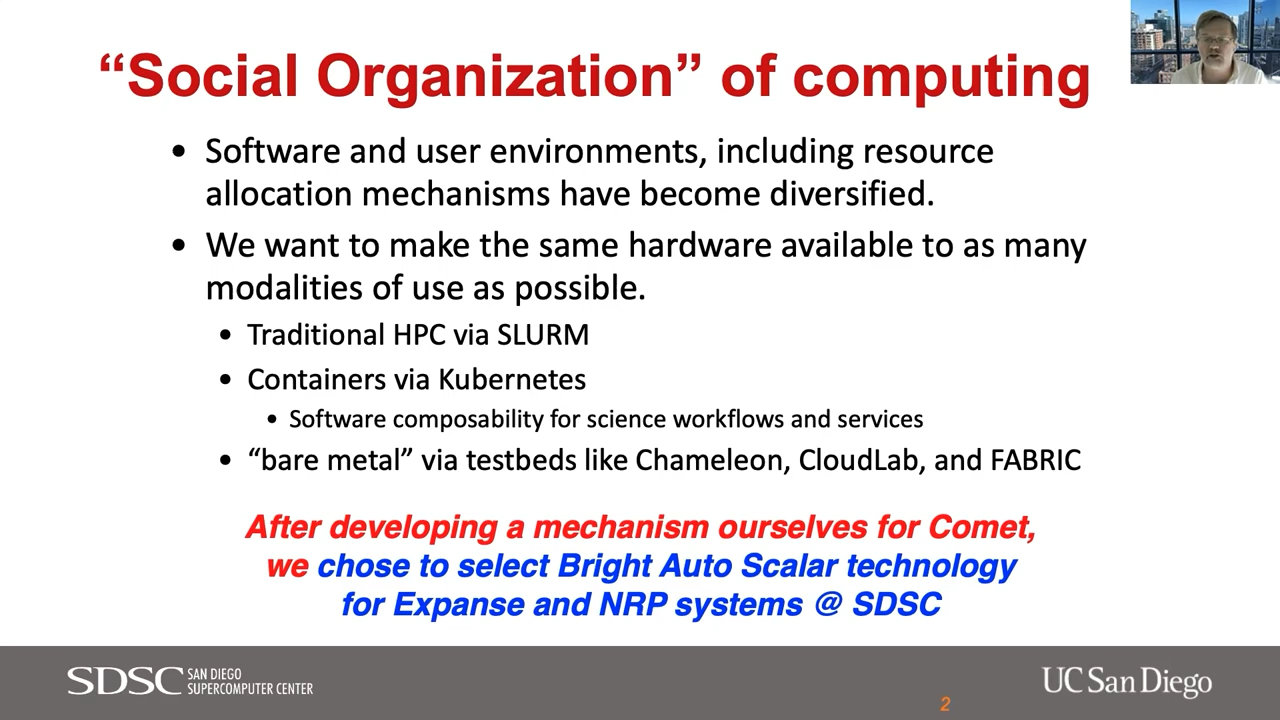 “Social Organization” of computing
• Software and user environments, including resource
allocation mechanisms have become diversified.
• We want to make the same hardware available to as many
modalities of use as possible.
• Traditional HPC via SLURM
• Containers via Kubernetes
• Software composability for science workflows and services
• “bare metal” via testbeds like Chameleon, CloudLab, and FABRIC
After developing a mechanism ourselves for Comet,
we chose to select Bright Auto Scalar technology
for Expanse and NRP systems @ SDSC
SDSC SAN DIEGO
SUPERCOMPUTER CENTER
UC San Diego
2